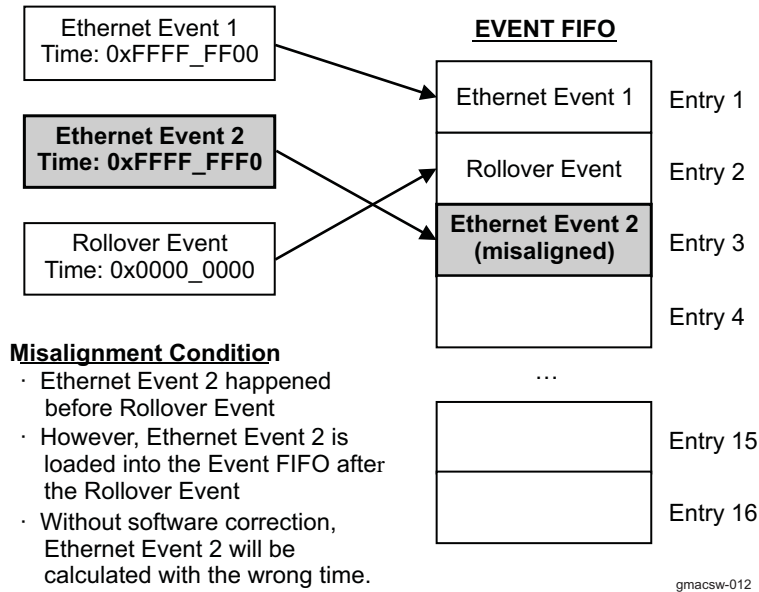 Ethernet Event 1
Time: 0xFFFF_FF00
Ethernet Event 2
Time: 0xFFFF_FFF0
Rollover Event
Time: 0x0000_0000
EVENT FIFO
Ethernet Event 1
Entry 1
Rollover Event
Entry 2
Ethernet Event 2
(misaligned)
Entry 3
Entry 4
...
Entry 15
Entry 16
Misalignment Condition
· Ethernet Event 2 happened
before Rollover Event
· However, Ethernet Event 2 is
loaded into the Event FIFO after
the Rollover Event
· Without software correction,
Ethernet Event 2 will be
calculated with the wrong time.
gmacsw-012